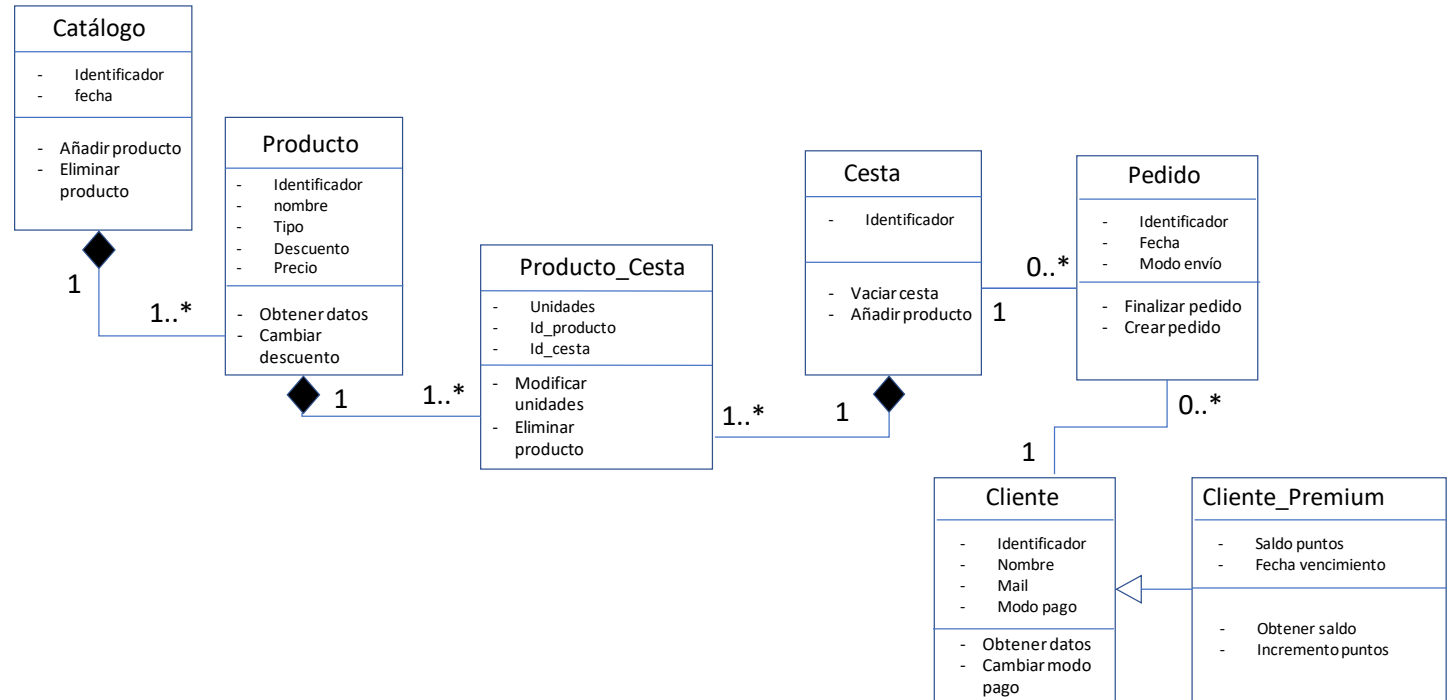 Catálogo
- Identificador
- fecha
- Añadir producto
- Eliminar
producto
1
1..*
Producto
- Identificador
- nombre
- Tipo
- Descuento
- Precio
- Obtener datos
- Cambiar
descuento
1
1..*
Producto_Cesta
- Unidades
- Id_producto
- Id_cesta
- Modificar
unidades
- Eliminar
producto
1..*
1
Cesta
- Identificador
- Vaciar cesta
- Añadir producto
1
0..*
Pedido
- Identificador
- Fecha
- Modo envío
- Finalizar pedido
- Crear pedido
0..*
1
Cliente
- Identificador
- Nombre
- Mail
- Modo pago
- Obtener datos
- Cambiar modo
pago
Cliente_Premium
- Saldo puntos
- Fecha vencimiento
- Obtener saldo
- Incremento puntos